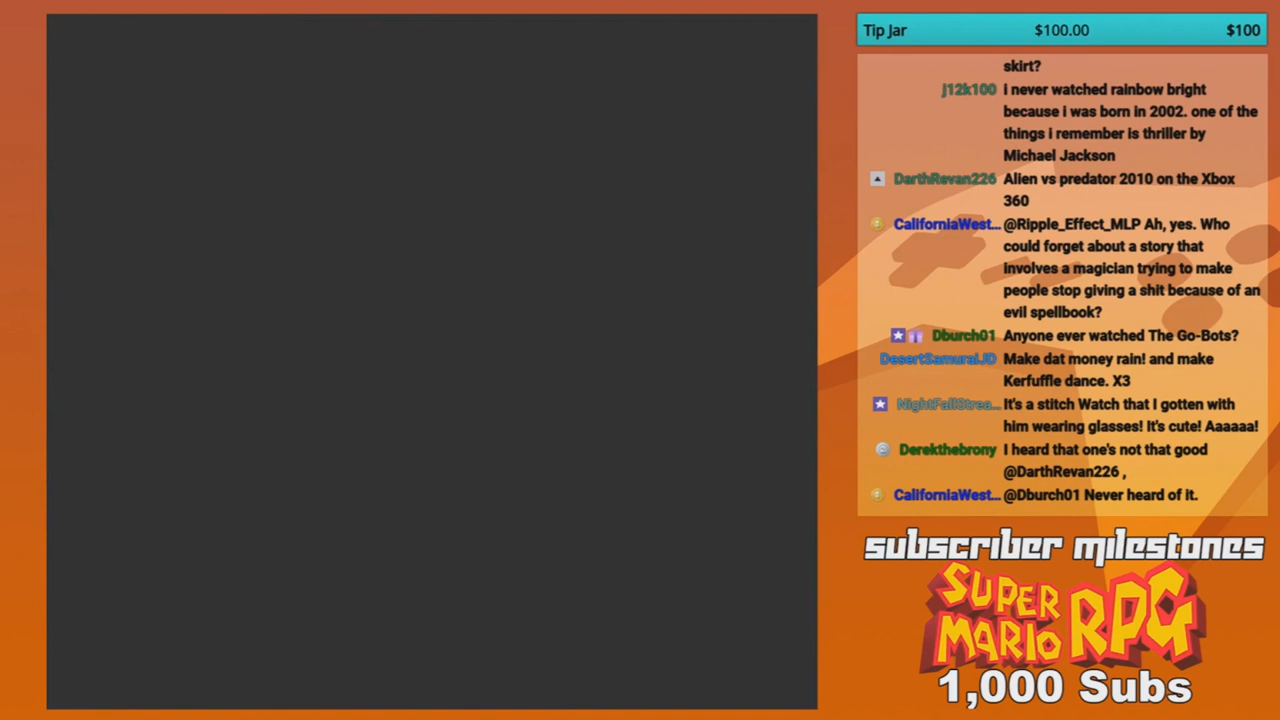 Tip Jar $100.00 $100
skirt?
j12k100 i never watched rainbow bright
because i was born in 2002. one of the
things i remember is thriller by
Michael Jackson
DarthRevan226 Alien vs predator 2010 on the Xbox
360
CaliforniaWest... @Ripple_Effect_MLP Ah, yes. Who
could forget about a story that
involves a magician trying to make
people stop giving a shit because of an
evil spellbook?
Dburch01 Anyone ever watched The Go-Bots?
DesertSamuraiJD Make dat money rain! and make
Kerfuffle dance. X3
NightFallStrea... It's a stitch Watch that I gotten with
him wearing glasses! It's cute! Aaaaaa!
Derekthebrony I heard that one's not that good
@DarthRevan226 ,
CaliforniaWest... @Dburch01 Never heard of it.
subscriber milestones
SUPER
MARIO RPG
1,000 Subs